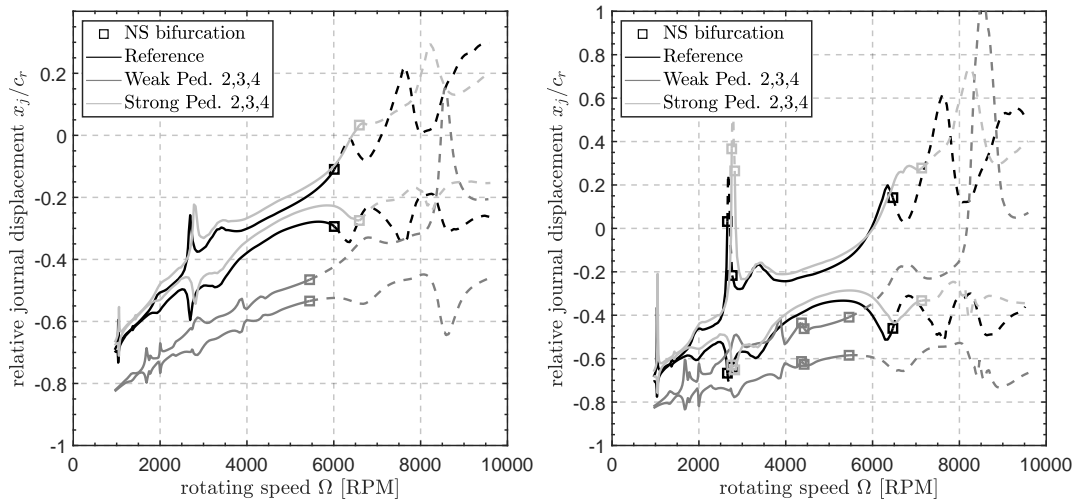 0.2
0
-0.2
-0.4
-0.6
-0.8
-1
relative journal displacement x_j/c_r
NS bifurcation
Reference
Weak Ped. 2,3,4
Strong Ped. 2,3,4
0 2000 4000 6000 8000 10000
rotating speed Ω [RPM]
1
0.8
0.6
0.4
0.2
0
-0.2
-0.4
-0.6
-0.8
-1
relative journal displacement x_j/c_r
NS bifurcation
Reference
Weak Ped. 2,3,4
Strong Ped. 2,3,4
0 2000 4000 6000 8000 10000
rotating speed Ω [RPM]